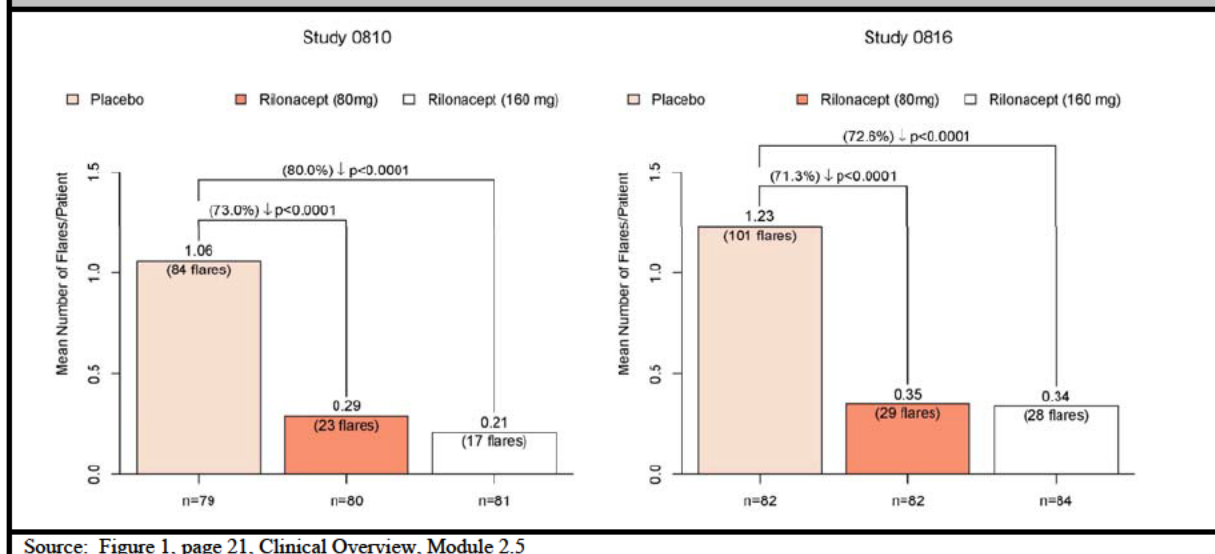 Study 0810
Placebo Rilonacept (80mg) Rilonacept (160 mg)
Mean Number of Flares/Patient
1.5
1.0
0.5
0.0
(80.0%) ↓ p<0.0001
(73.0%) ↓ p<0.0001
1.06
(84 flares)
0.29
(23 flares)
0.21
(17 flares)
n=79 n=80 n=81
Study 0816
Placebo Rilonacept (80mg) Rilonacept (160 mg)
Mean Number of Flares/Patient
1.5
1.0
0.5
0.0
(72.6%) ↓ p<0.0001
(71.3%) ↓ p<0.0001
1.23
(101 flares)
0.35
(29 flares)
0.34
(28 flares)
n=82 n=82 n=84
Source: Figure 1, page 21, Clinical Overview, Module 2.5